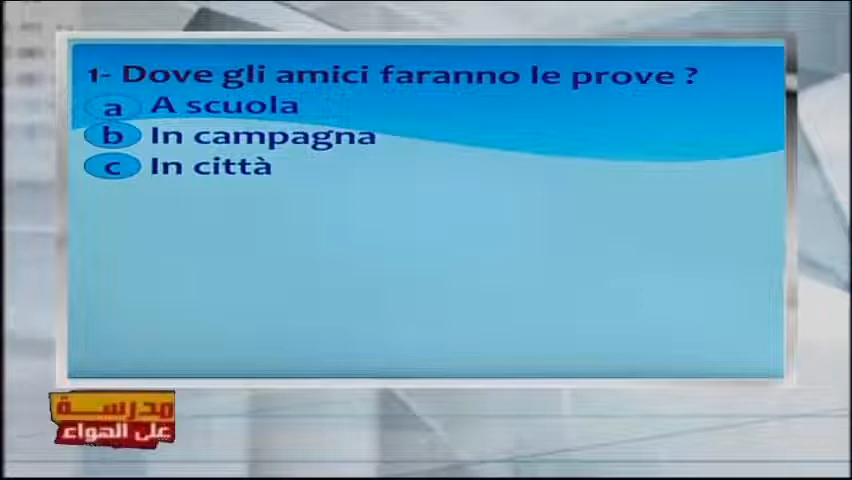 1- Dove gli amici faranno le prove ?
a A scuola
b In campagna
c In città
مدرسة
على الهواء